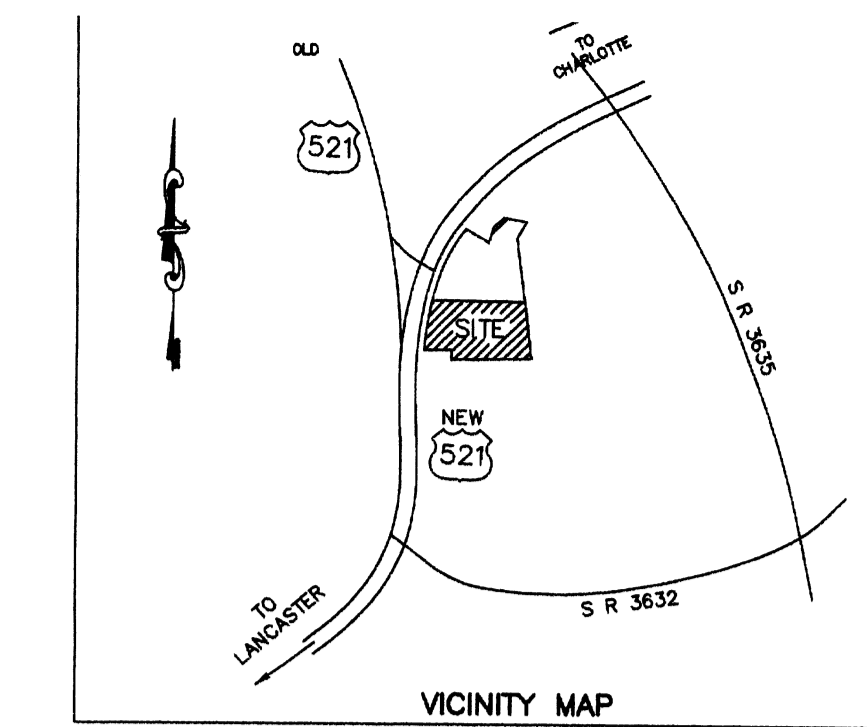 OLD
521
TO
CHARLOTTE
SITE
S R 3635
NEW
521
S R 3632
TO
LANCASTER
VICINITY MAP